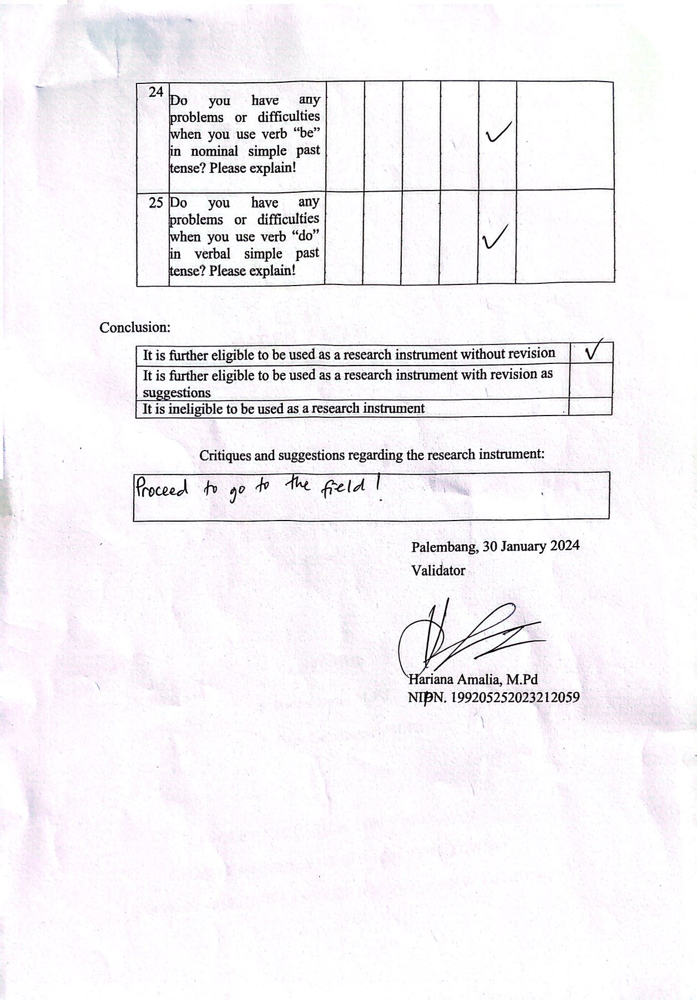 24
Do you have any
problems or difficulties
when you use verb “be”
in nominal simple past
tense? Please explain!
✓
25 Do you have any
problems or difficulties
when you use verb “do”
in verbal simple past
tense? Please explain!
✓
Conclusion:
It is further eligible to be used as a research instrument without revision ✓
It is further eligible to be used as a research instrument with revision as
suggestions
It is ineligible to be used as a research instrument
Critiques and suggestions regarding the research instrument:
Proceed to go to the field!
Palembang, 30 January 2024
Validator
Hariana Amalia, M.Pd
NIPN. 199205252023212059